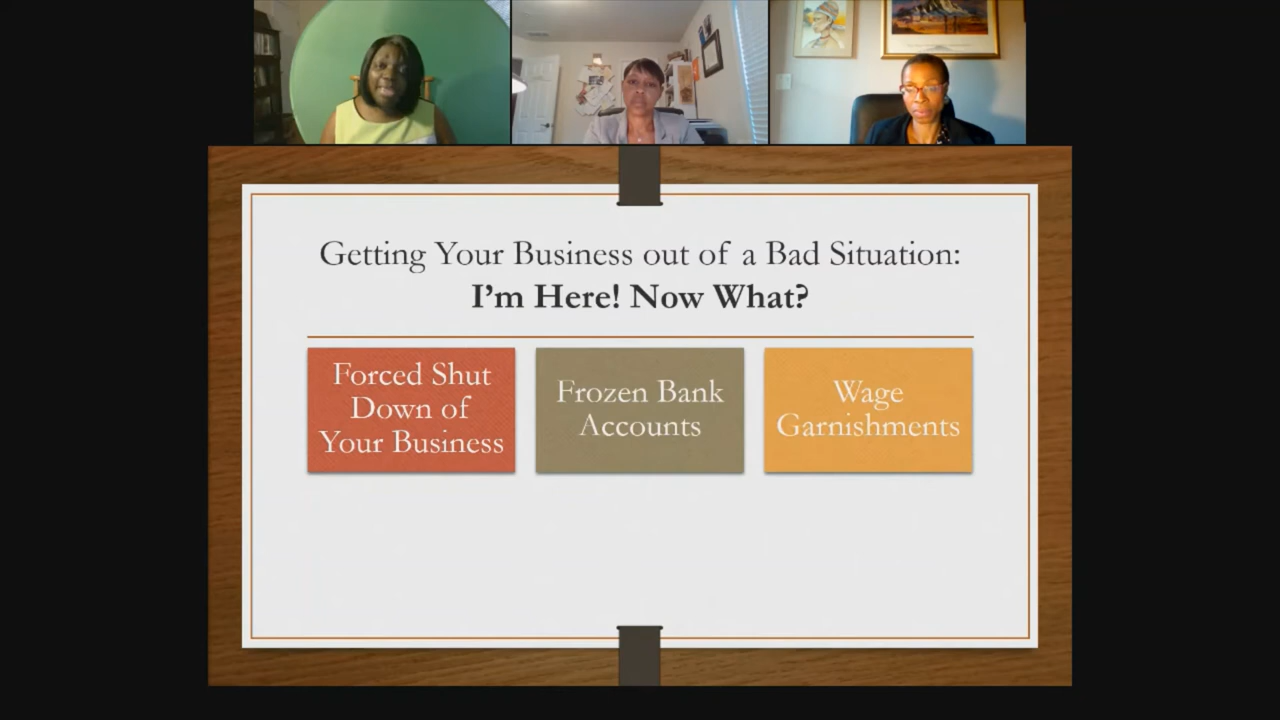 Getting Your Business out of a Bad Situation:
I'm Here! Now What?
Forced Shut
Down of
Your Business
Frozen Bank
Accounts
Wage
Garnishments